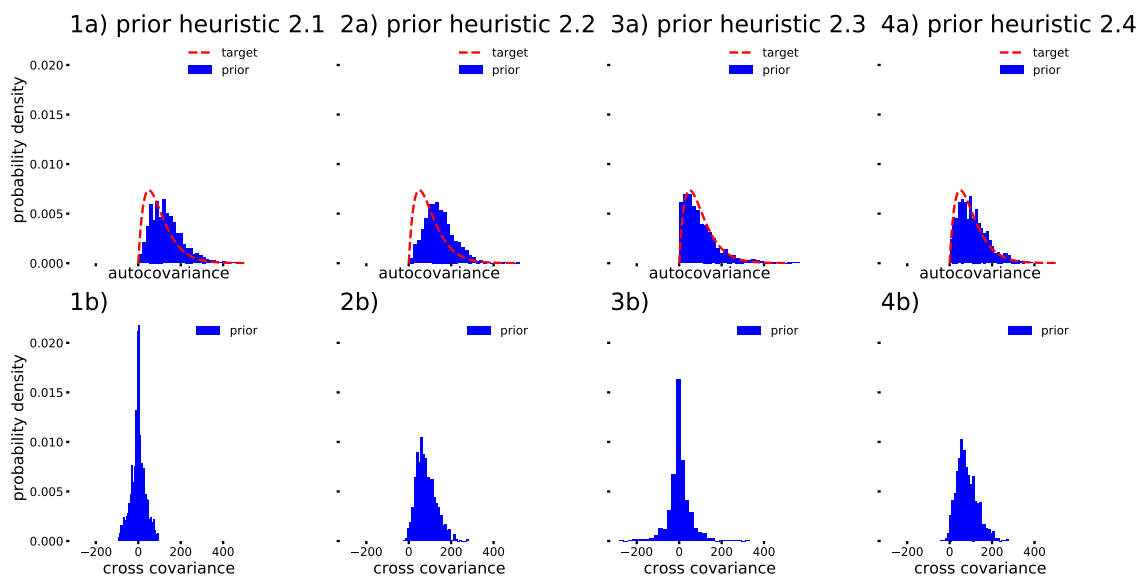 1a) prior heuristic 2.1
2a) prior heuristic 2.2
3a) prior heuristic 2.3
4a) prior heuristic 2.4
target
prior
target
prior
target
prior
target
prior
probability density
0.020
0.015
0.010
0.005
0.000
autocovariance
autocovariance
autocovariance
autocovariance
1b)
2b)
3b)
4b)
prior
prior
prior
prior
probability density
0.020
0.015
0.010
0.005
0.000
−200 0 200 400
−200 0 200 400
−200 0 200 400
−200 0 200 400
cross covariance
cross covariance
cross covariance
cross covariance